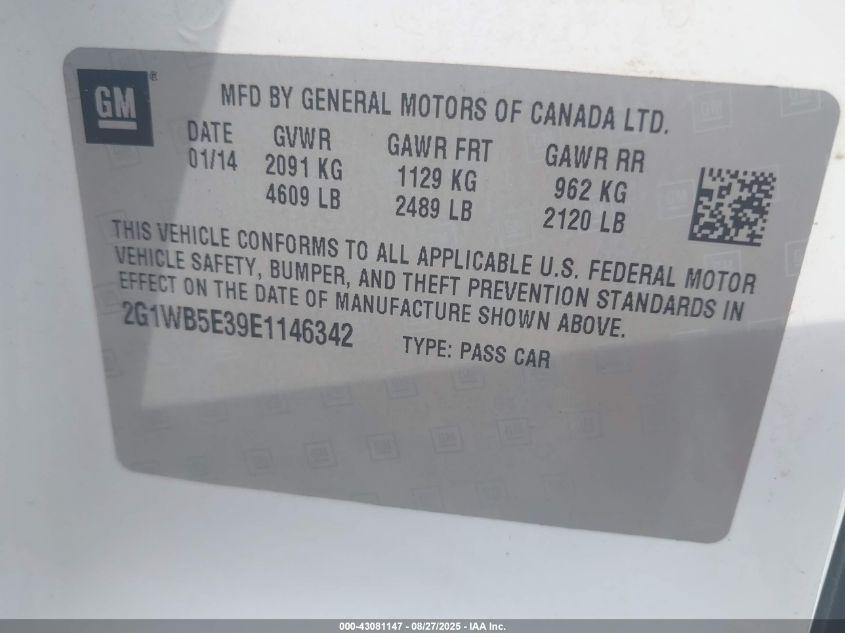 GM
®
MFD BY GENERAL MOTORS OF CANADA LTD.
DATE GVWR GAWR FRT GAWR RR
01/14 2091 KG 1129 KG 962 KG
4609 LB 2489 LB 2120 LB
THIS VEHICLE CONFORMS TO ALL APPLICABLE U.S. FEDERAL MOTOR
VEHICLE SAFETY, BUMPER, AND THEFT PREVENTION STANDARDS IN
EFFECT ON THE DATE OF MANUFACTURE SHOWN ABOVE.
2G1WB5E39E1146342 TYPE: PASS CAR
000-43081147 - 08/27/2025 - IAA Inc.